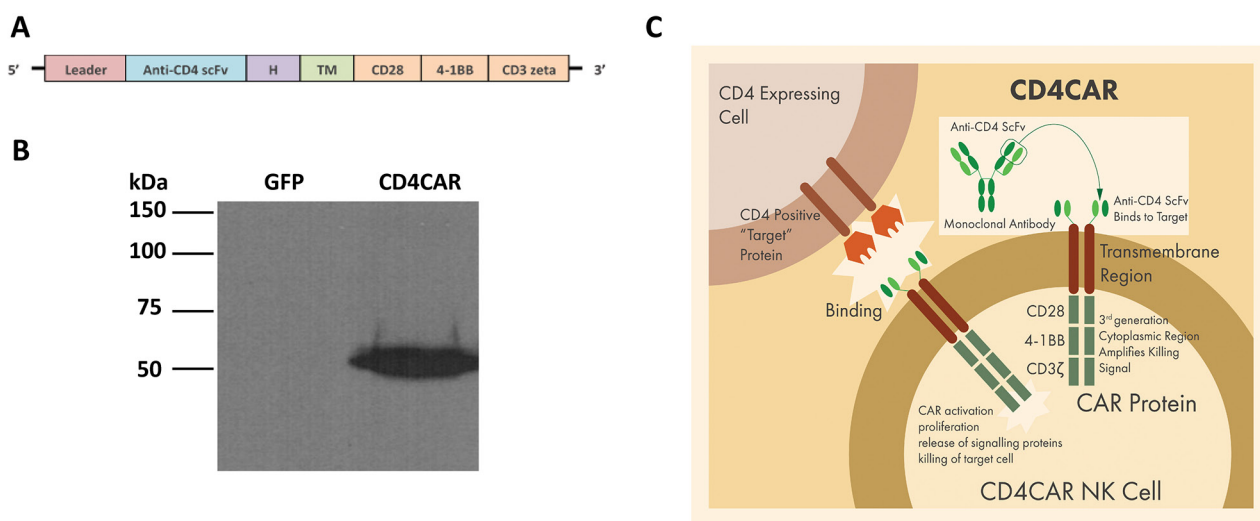 A
5’ Leader Anti-CD4 scFv H TM CD28 4-1BB CD3 zeta 3’
B
kDa GFP CD4CAR
150
100
75
50
C
CD4CAR
CD4 Expressing
Cell
Anti-CD4 ScFv
Monoclonal Antibody
Anti-CD4 ScFv
Binds to Target
CD4 Positive
“Target”
Protein
Binding
Transmembrane
Region
CD28
4-1BB
CD3ζ
3rd generation
Cytoplasmic Region
Amplifies Killing
Signal
CAR Protein
CAR activation
proliferation
release of signalling proteins
killing of target cell
CD4CAR NK Cell